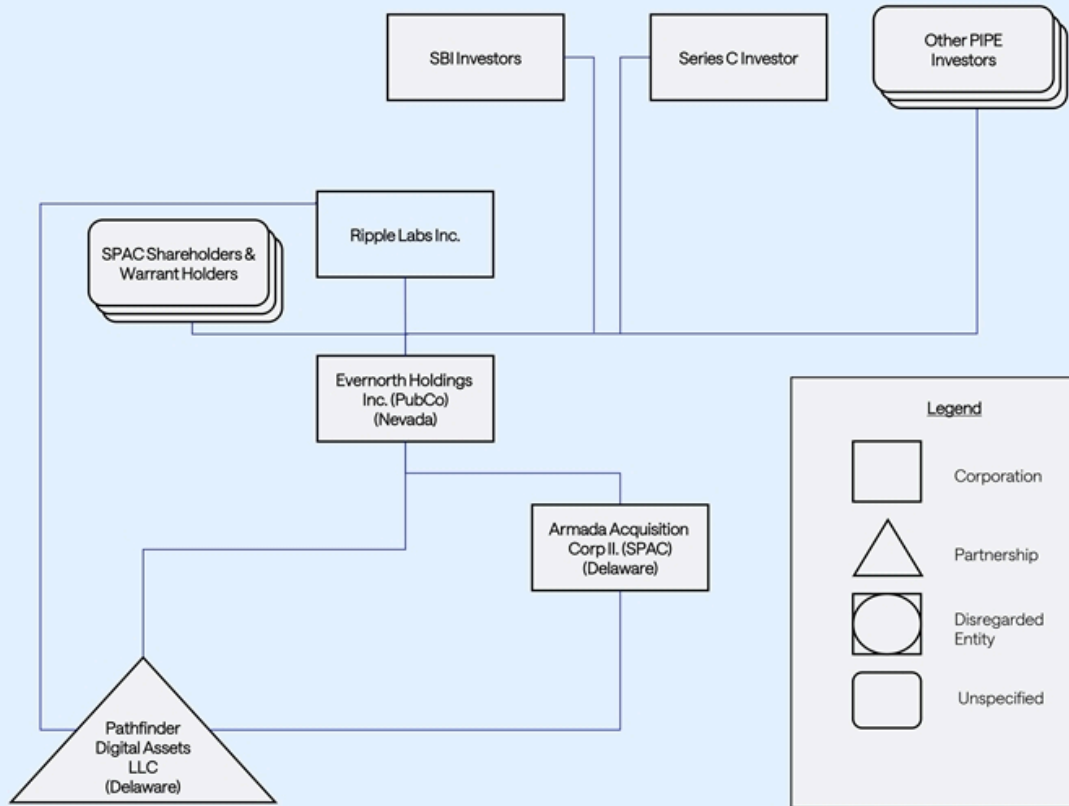 SBI Investors
Series C Investor
Other PIPE
Investors
Ripple Labs Inc.
SPAC Shareholders &
Warrant Holders
Evernorth Holdings
Inc. (PubCo)
(Nevada)
Armada Acquisition
Corp II. (SPAC)
(Delaware)
Pathfinder
Digital Assets
LLC
(Delaware)
Legend
Corporation
Partnership
Disregarded
Entity
Unspecified